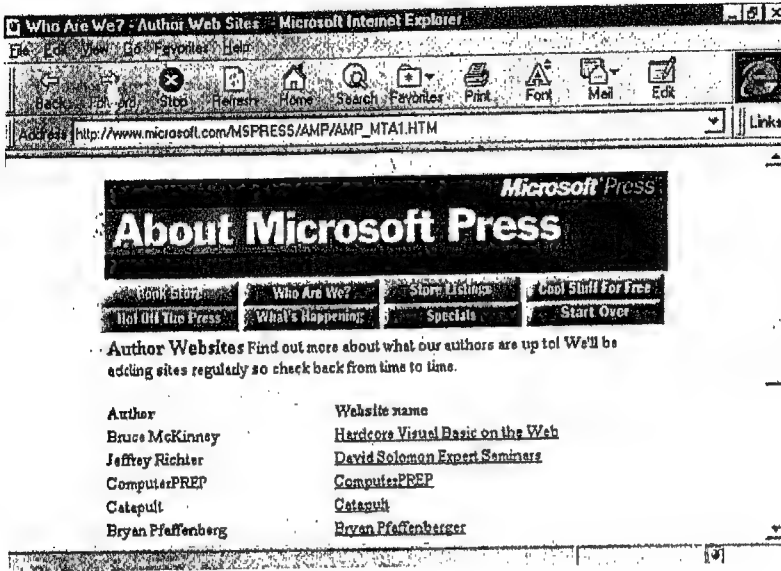 Who Are We? - Author Web Sites - Microsoft Internet Explorer
File Edit View Go Favorites Help
Back Forward Stop Refresh Home Search Favorites Print Font Mail Edit
Address http://www.microsoft.com/MSPRESS/AMP/AMP_MTA1.HTM Links
Microsoft Press
About Microsoft Press
Book Store Who Are We? Store Listings Cool Stuff For Free
Hot Off The Press What's Happening Specials Start Over
Author Websites Find out more about what our authors are up to! We'll be
adding sites regularly so check back from time to time.
Author Website name
Bruce McKinney Hardcore Visual Basic on the Web
Jeffrey Richter David Solomon Expert Seminars
ComputerPREP ComputerPREP
Catapult Catapult
Bryan Pfaffenberg Bryan Pfaffenberger